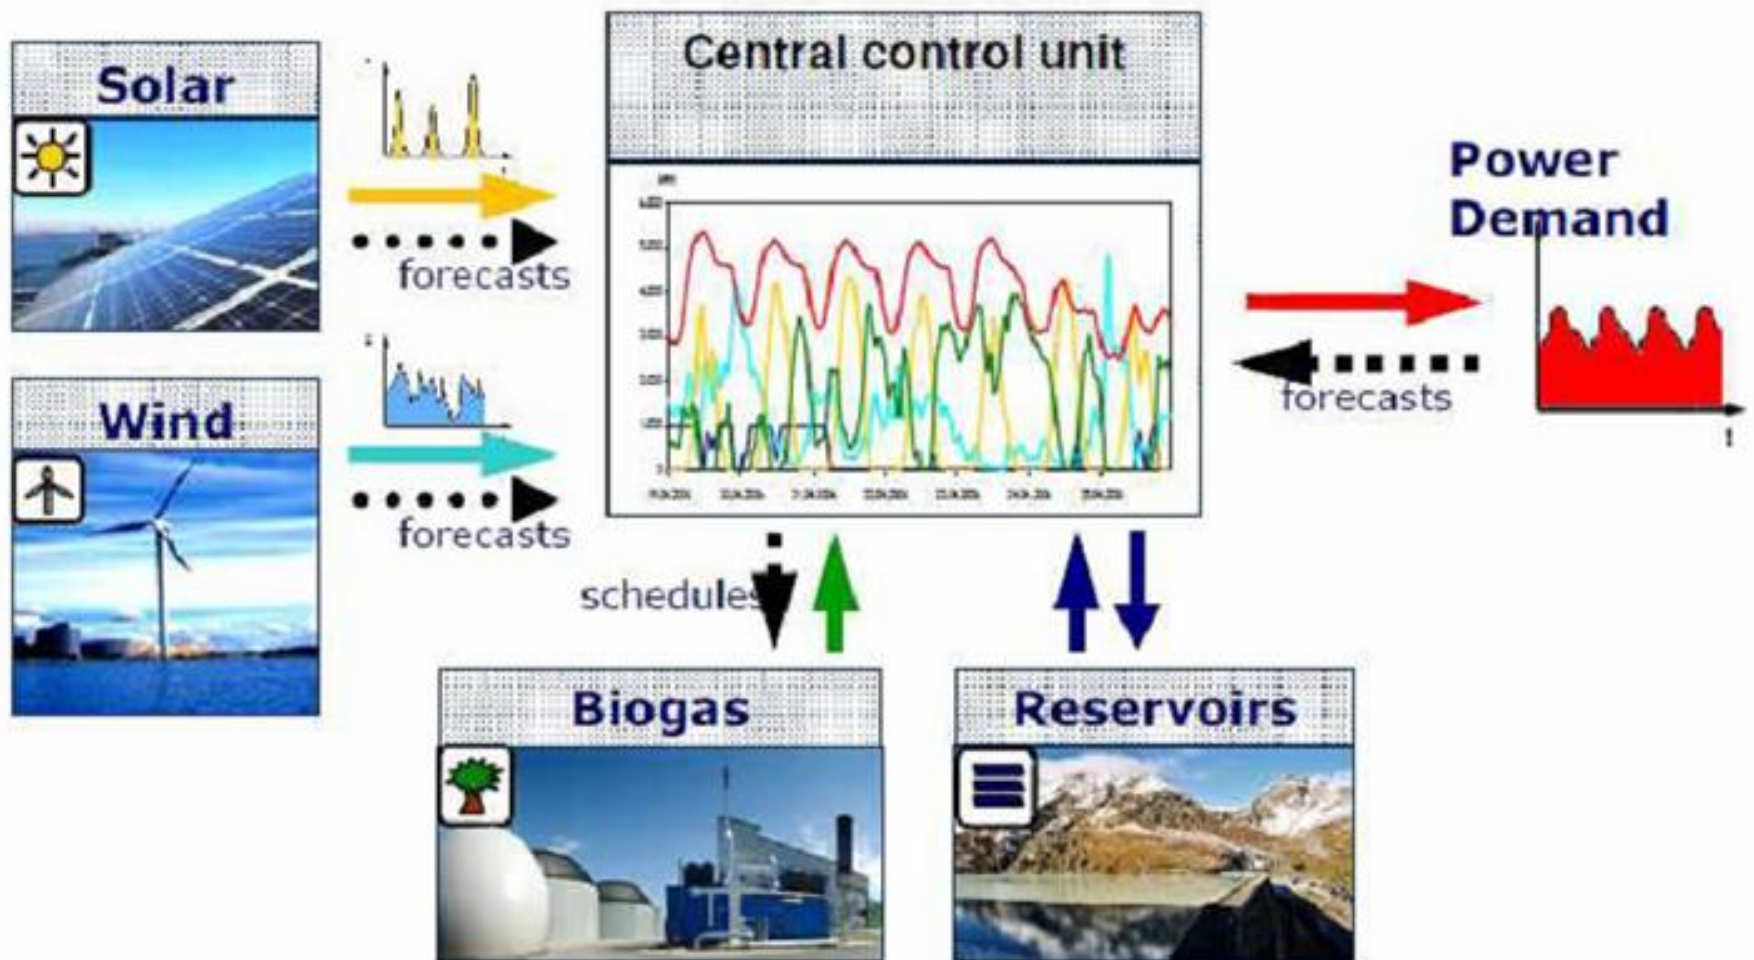 Solar
Central control unit
forecasts
Power
Demand
Wind
forecasts
forecasts
schedules
Biogas
Reservoirs